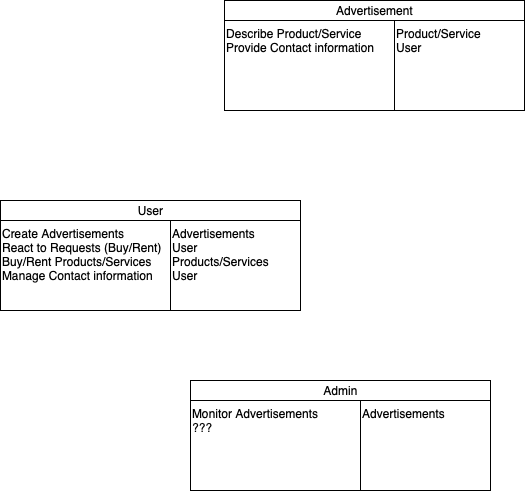 Advertisement
Describe Product/Service Product/Service
Provide Contact information User
User
Create Advertisements Advertisements
React to Requests (Buy/Rent) User
Buy/Rent Products/Services Products/Services
Manage Contact information User
Admin
Monitor Advertisements Advertisements
???